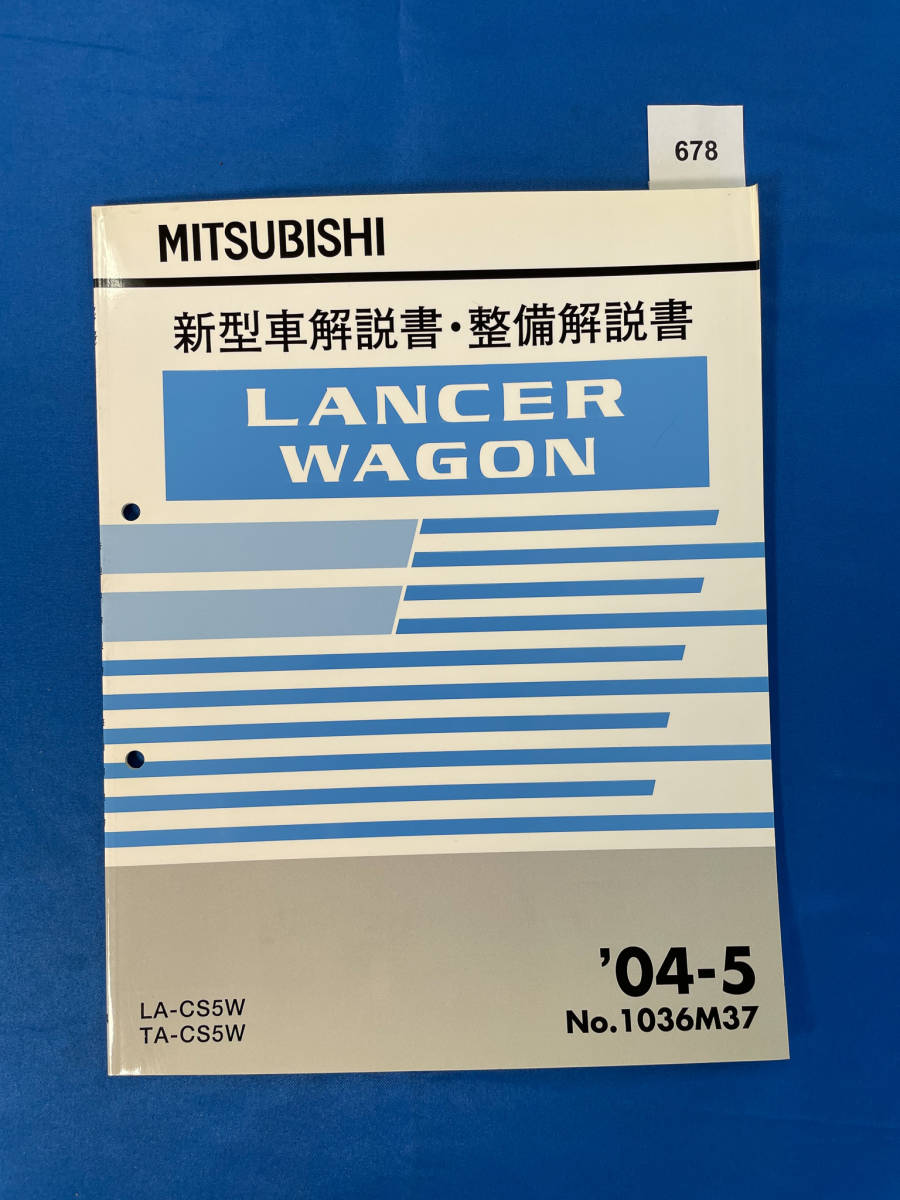 678
MITSUBISHI
新型車解説書・整備解説書
LANCER
WAGON
'04-5
No.1036M37
LA-CS5W
TA-CS5W